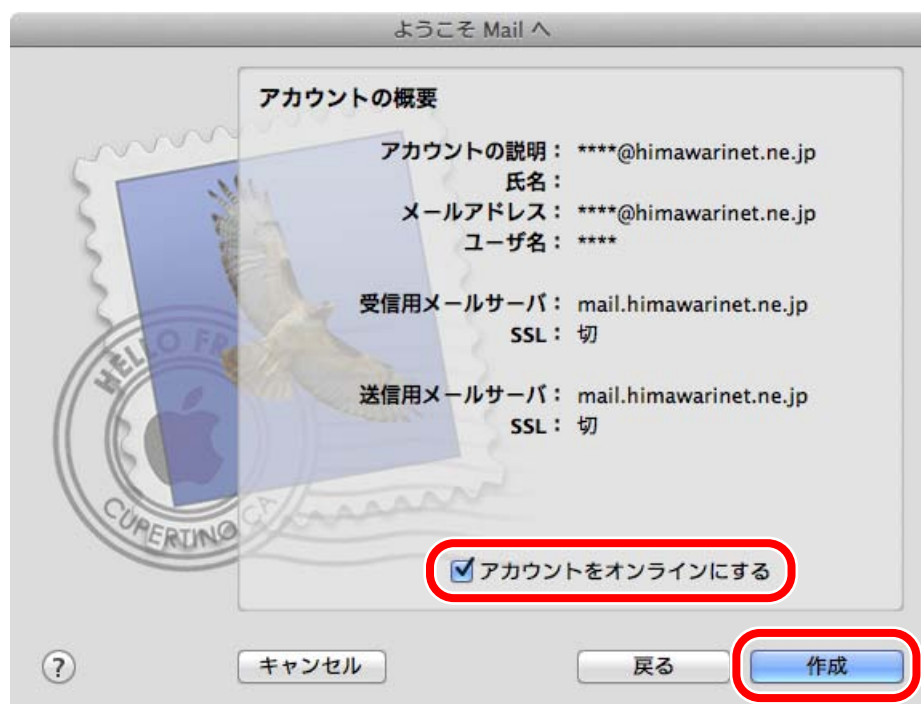 ようこそ Mail へ
アカウントの概要
アカウントの説明： ****@himawarinet.ne.jp
氏名：
メールアドレス： ****@himawarinet.ne.jp
ユーザ名： ****
受信用メールサーバ： mail.himawarinet.ne.jp
SSL： 切
送信用メールサーバ： mail.himawarinet.ne.jp
SSL： 切
HELLO FR
CUPERTINO CA
アカウントをオンラインにする
?
キャンセル
戻る
作成